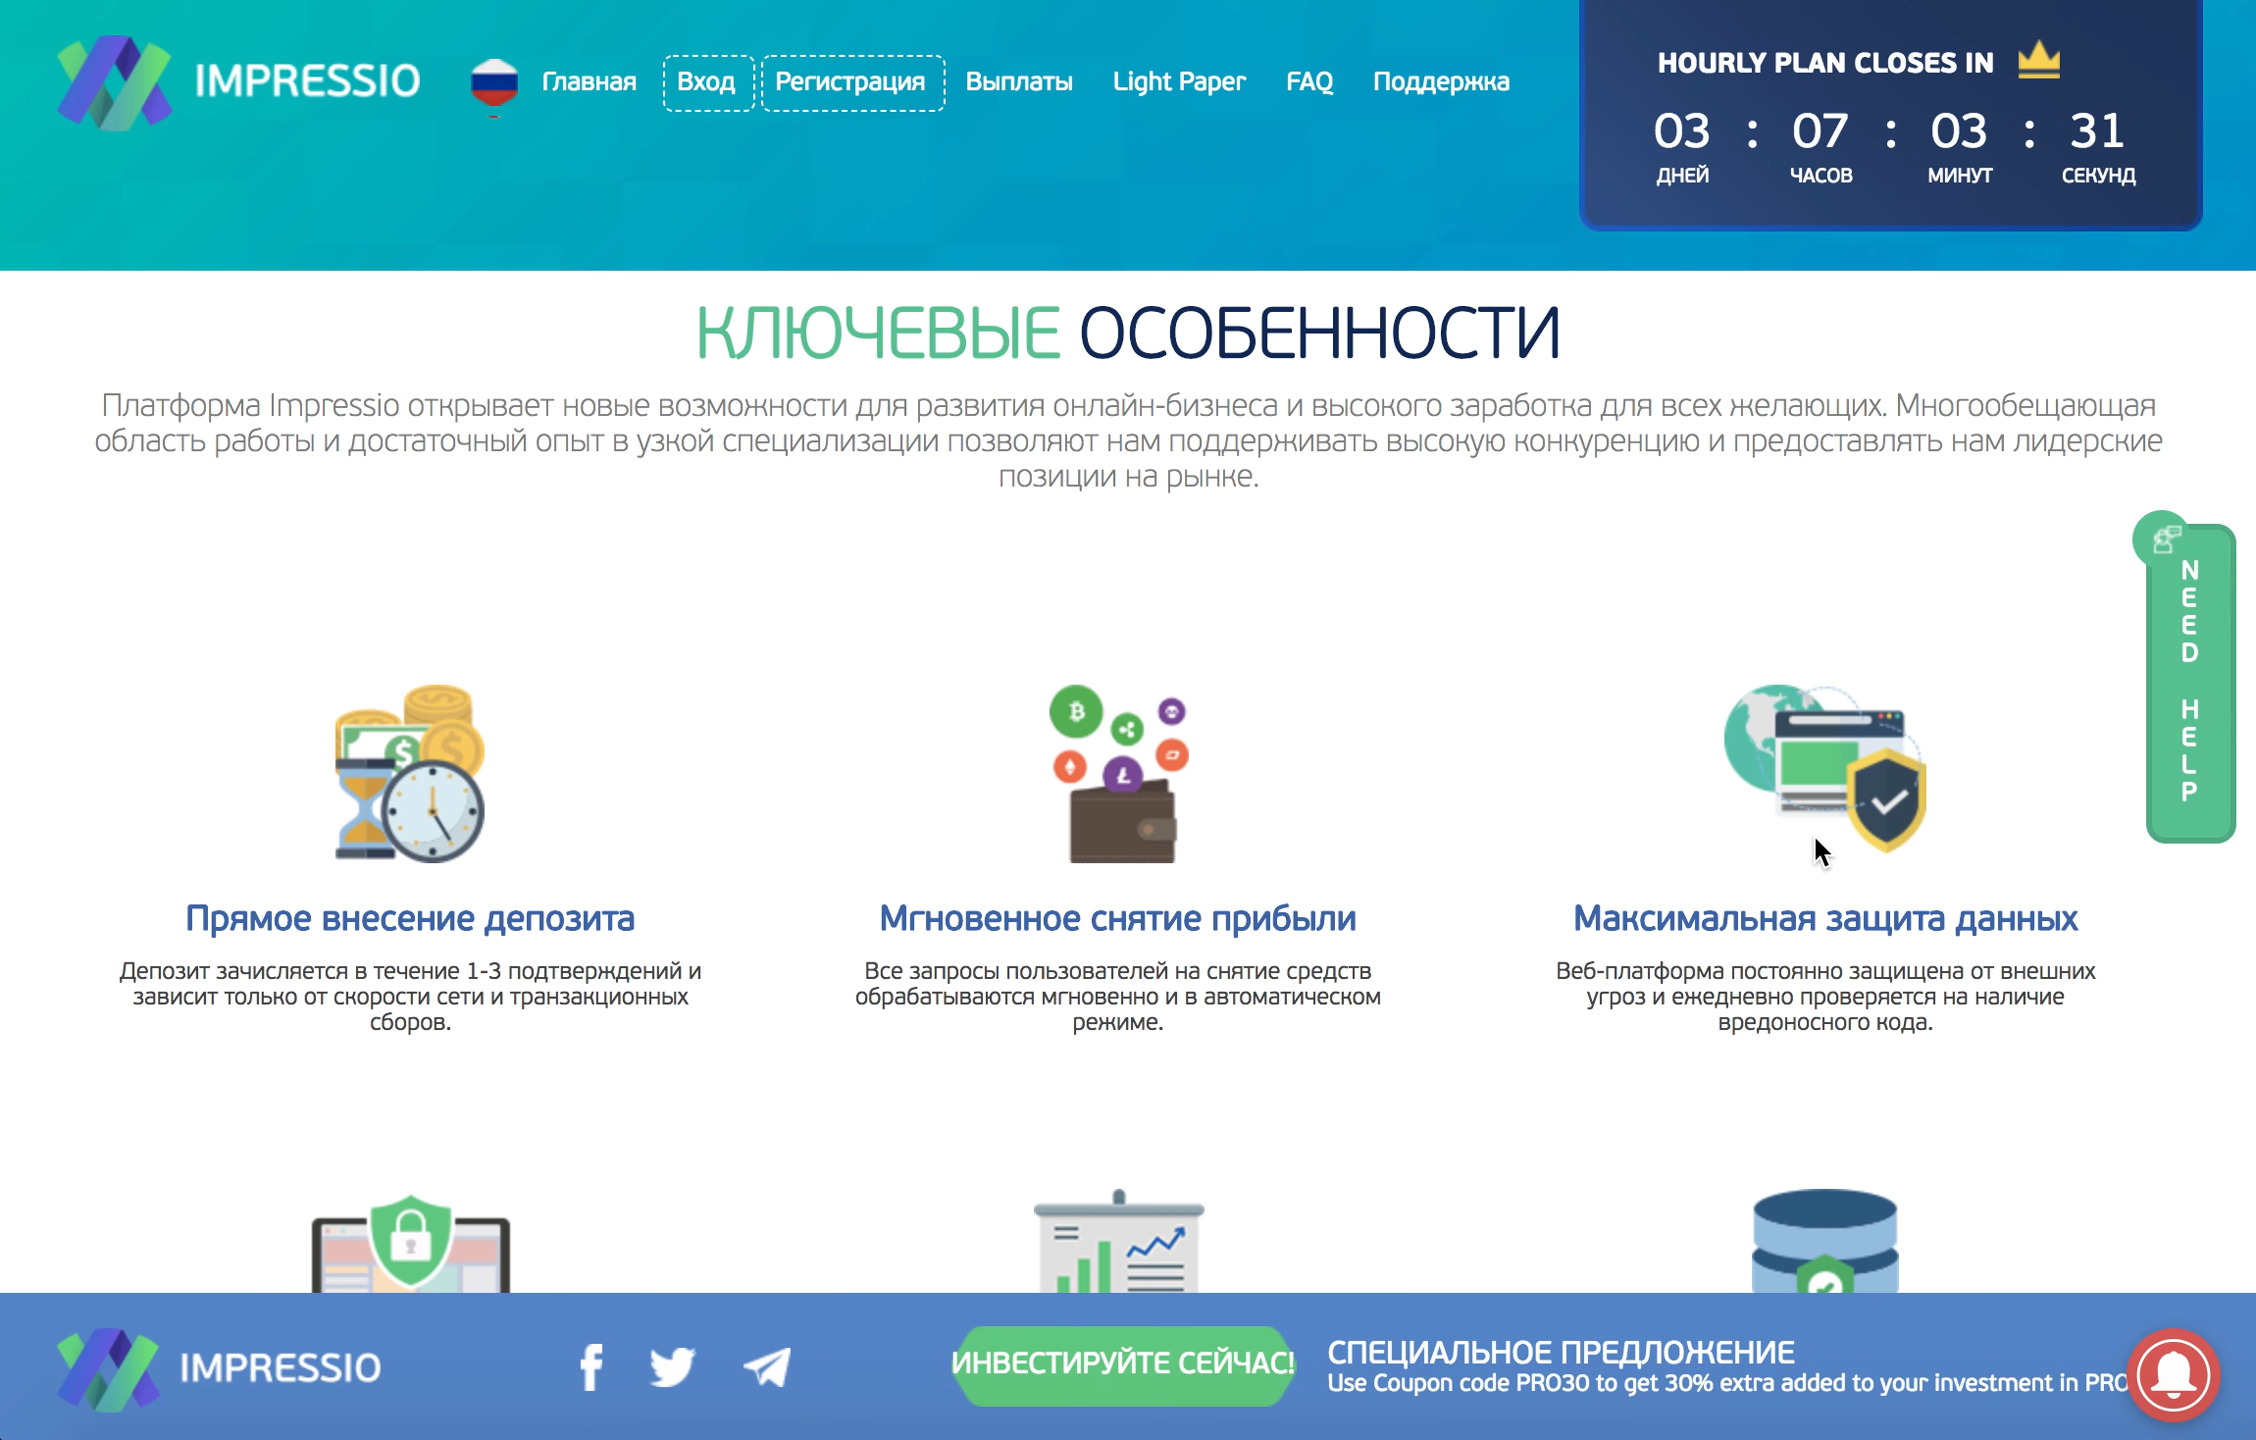 IMPRESSIO
Главная
Вход
Регистрация
Выплаты
Light Paper
FAQ
Поддержка
HOURLY PLAN CLOSES IN
03 : 07 : 03 : 31
ДНЕЙ ЧАСОВ МИНУТ СЕКУНД
КЛЮЧЕВЫЕ ОСОБЕННОСТИ
Платформа Impressio открывает новые возможности для развития онлайн-бизнеса и высокого заработка для всех желающих. Многообещающая
область работы и достаточный опыт в узкой специализации позволяют нам поддерживать высокую конкуренцию и предоставлять нам лидерские
позиции на рынке.
NEED HELP
Прямое внесение депозита
Депозит зачисляется в течение 1-3 подтверждений и
зависит только от скорости сети и транзакционных
сборов.
Мгновенное снятие прибыли
Все запросы пользователей на снятие средств
обрабатываются мгновенно и в автоматическом
режиме.
Максимальная защита данных
Веб-платформа постоянно защищена от внешних
угроз и ежедневно проверяется на наличие
вредоносного кода.
IMPRESSIO
ИНВЕСТИРУЙТЕ СЕЙЧАС!
СПЕЦИАЛЬНОЕ ПРЕДЛОЖЕНИЕ
Use Coupon code PRO30 to get 30% extra added to your investment in PRO